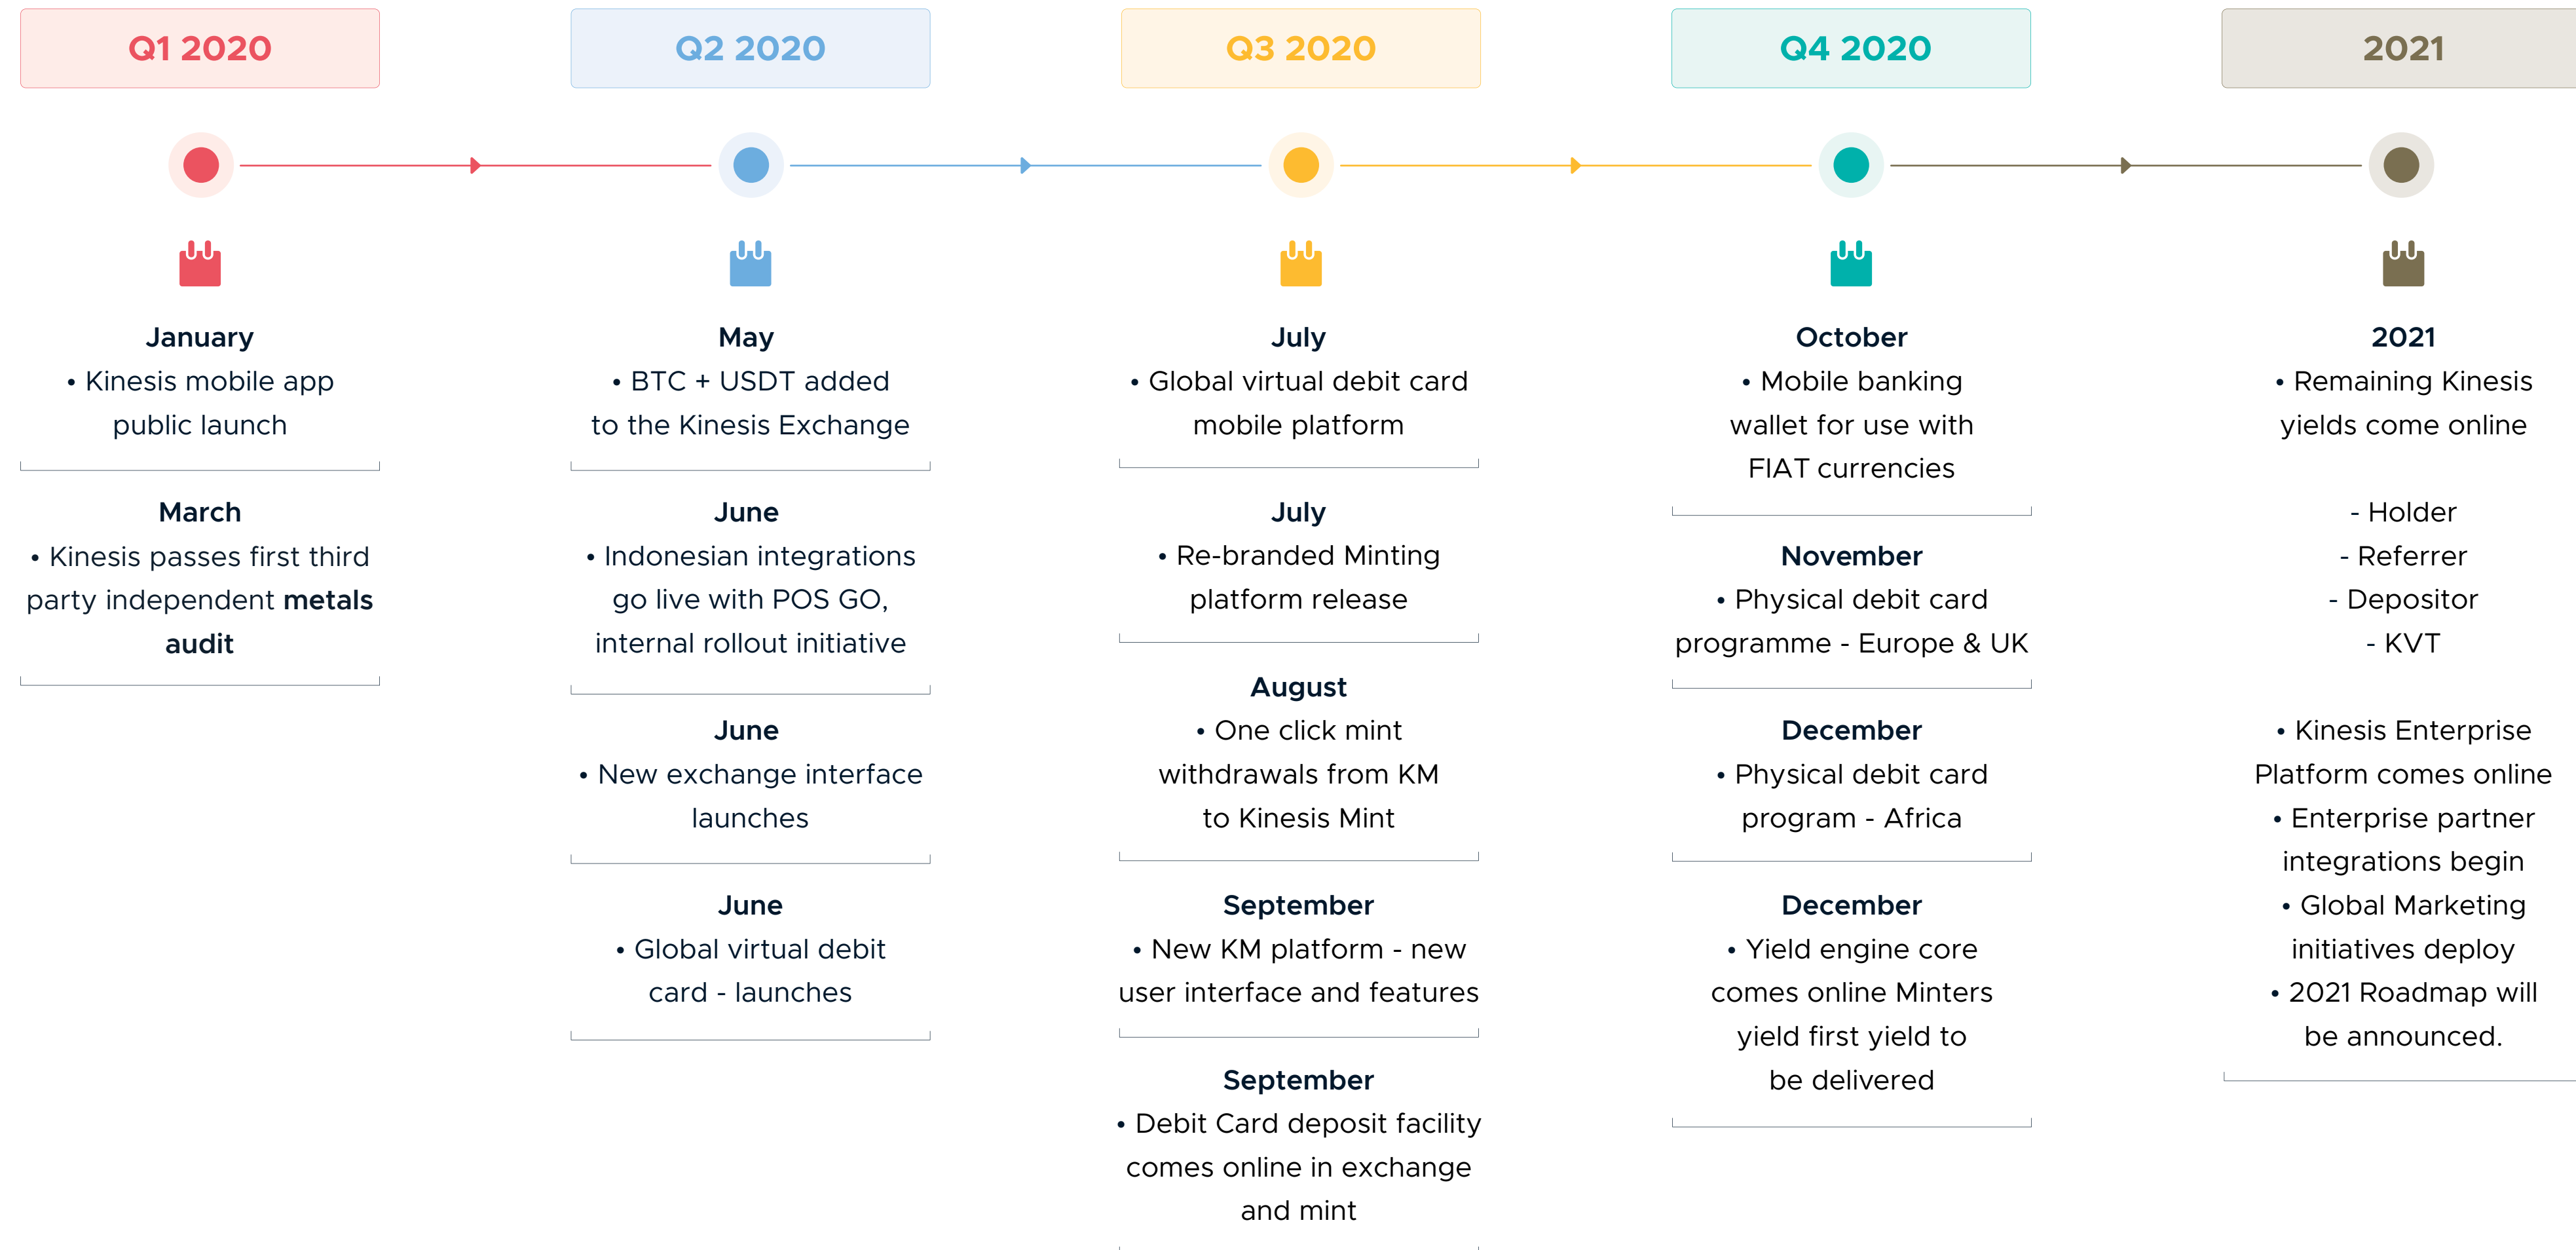 Q1 2020
January
• Kinesis mobile app
public launch
March
• Kinesis passes first third
party independent metals
audit
Q2 2020
May
• BTC + USDT added
to the Kinesis Exchange
June
• Indonesian integrations
go live with POS GO,
internal rollout initiative
June
• New exchange interface
launches
June
• Global virtual debit
card - launches
Q3 2020
July
• Global virtual debit card
mobile platform
July
• Re-branded Minting
platform release
August
• One click mint
withdrawals from KM
to Kinesis Mint
September
• New KM platform - new
user interface and features
September
• Debit Card deposit facility
comes online in exchange
and mint
Q4 2020
October
• Mobile banking
wallet for use with
FIAT currencies
November
• Physical debit card
programme - Europe & UK
December
• Physical debit card
program - Africa
December
• Yield engine core
comes online Minters
yield first yield to
be delivered
2021
2021
• Remaining Kinesis
yields come online
- Holder
- Referrer
- Depositor
- KVT
• Kinesis Enterprise
Platform comes online
• Enterprise partner
integrations begin
• Global Marketing
initiatives deploy
• 2021 Roadmap will
be announced.